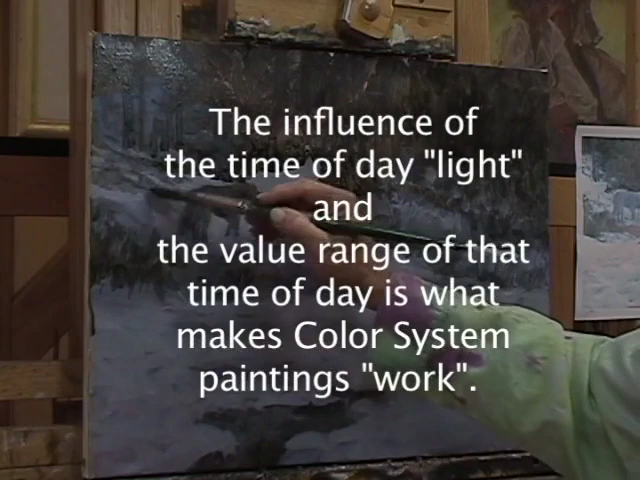 The influence of
the time of day "light"
and
the value range of that
time of day is what
makes Color System
paintings "work".